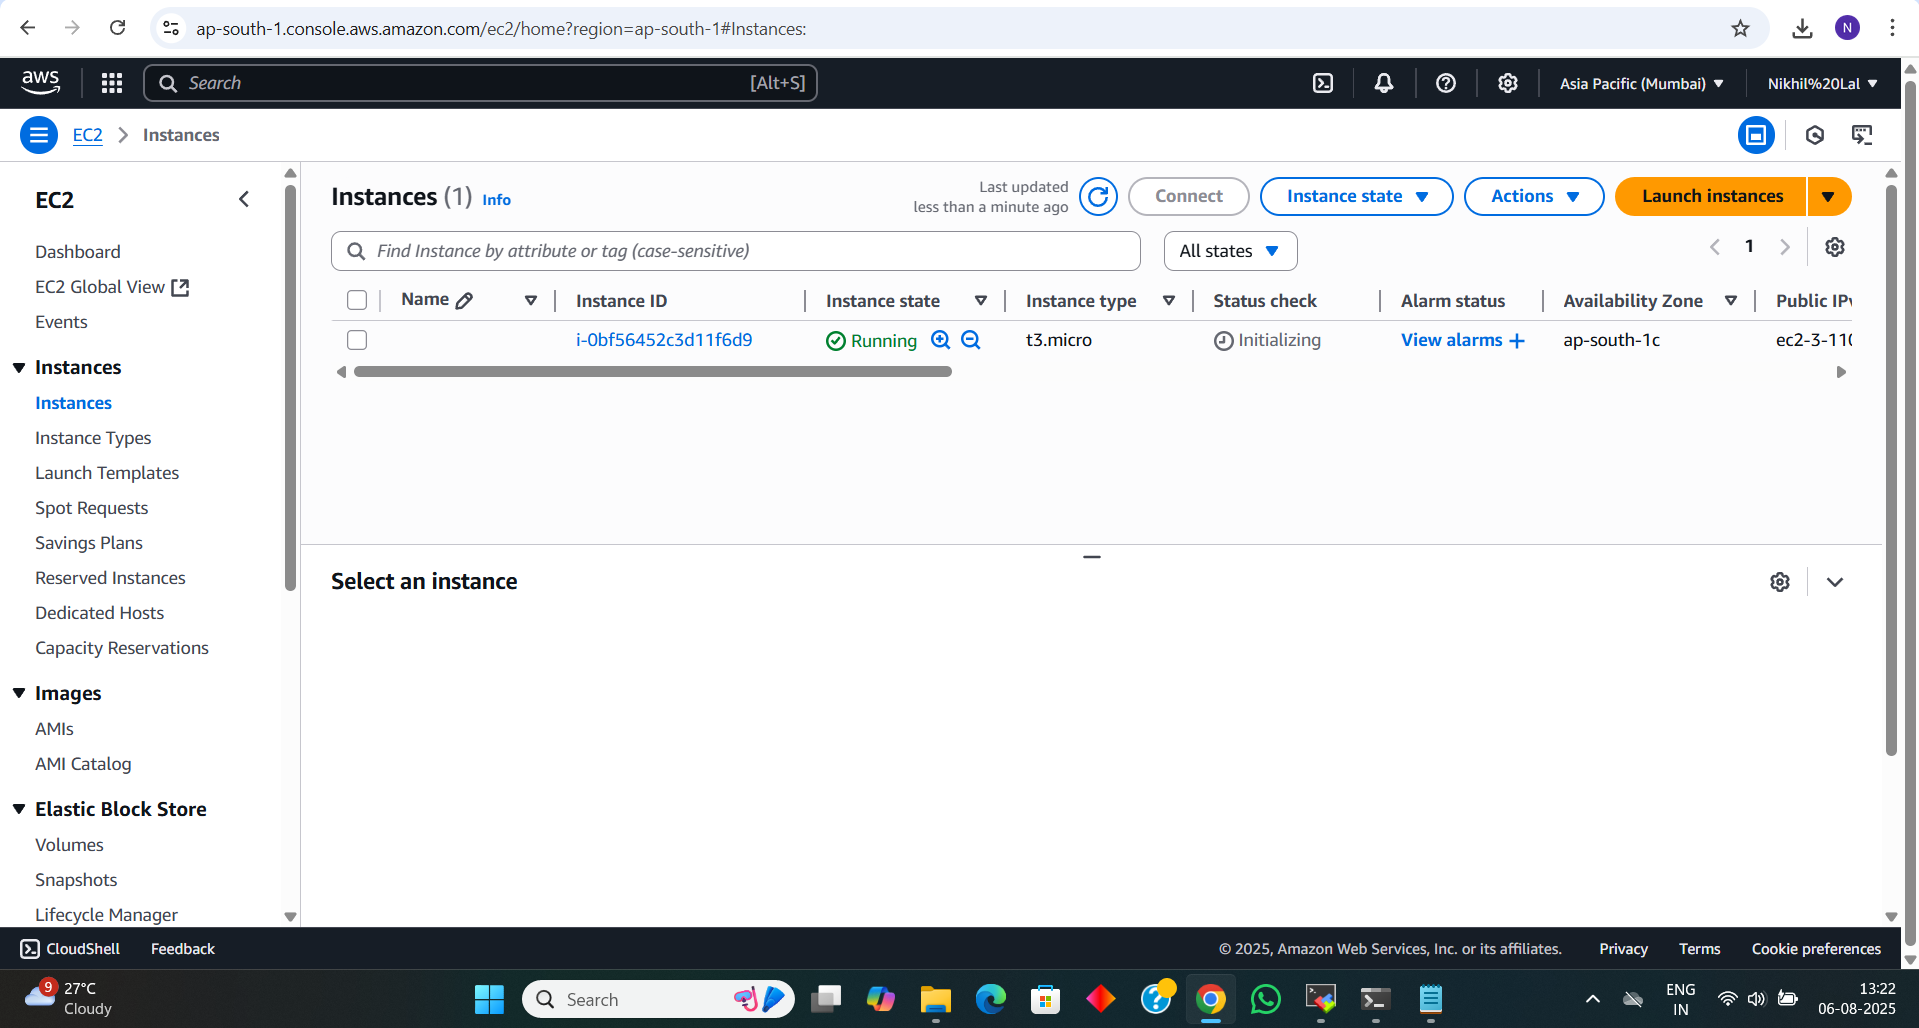 ap-south-1.console.aws.amazon.com/ec2/home?region=ap-south-1#Instances:
N
aws
Search
[Alt+S]
Asia Pacific (Mumbai)
Nikhil%20Lal
EC2
Instances
EC2
Dashboard
EC2 Global View
Events
Instances
Instances
Instance Types
Launch Templates
Spot Requests
Savings Plans
Reserved Instances
Dedicated Hosts
Capacity Reservations
Images
AMIs
AMI Catalog
Elastic Block Store
Volumes
Snapshots
Lifecycle Manager
Instances (1) Info
Last updated
less than a minute ago
Connect
Instance state
Actions
Launch instances
Find Instance by attribute or tag (case-sensitive)
All states
1
Name Instance ID Instance state Instance type Status check Alarm status Availability Zone Public IPv
i-0bf56452c3d11f6d9 Running t3.micro Initializing View alarms + ap-south-1c ec2-3-110
Select an instance
CloudShell
Feedback
© 2025, Amazon Web Services, Inc. or its affiliates.
Privacy
Terms
Cookie preferences
9
27°C
Cloudy
Search
ENG
IN
13:22
06-08-2025